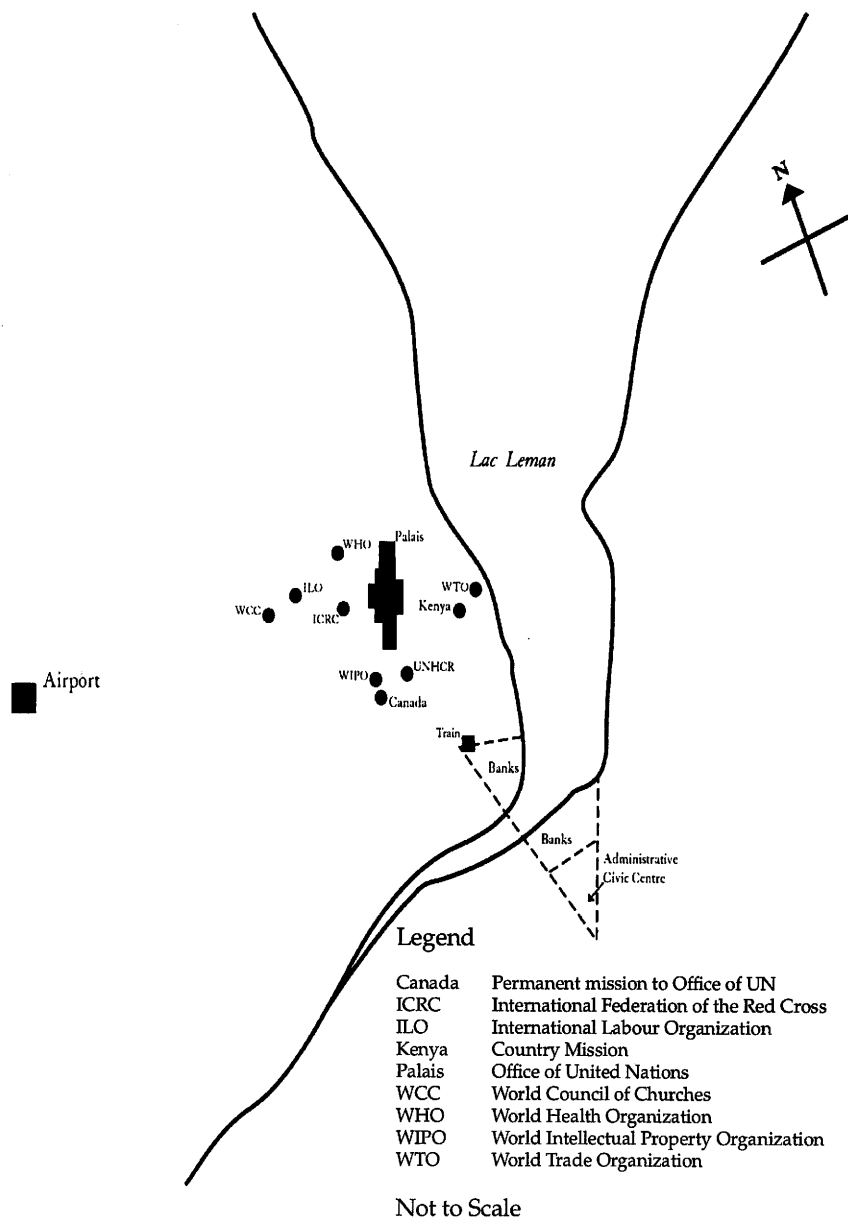 N
Lac Leman
WHO
Palais
ILO
WTO
WCC
ICRC
Kenya
Airport
WIPO
UNHCR
Canada
Train
Banks
Banks
Administrative
Civic Centre
Legend
Canada Permanent mission to Office of UN
ICRC International Federation of the Red Cross
ILO International Labour Organization
Kenya Country Mission
Palais Office of United Nations
WCC World Council of Churches
WHO World Health Organization
WIPO World Intellectual Property Organization
WTO World Trade Organization
Not to Scale